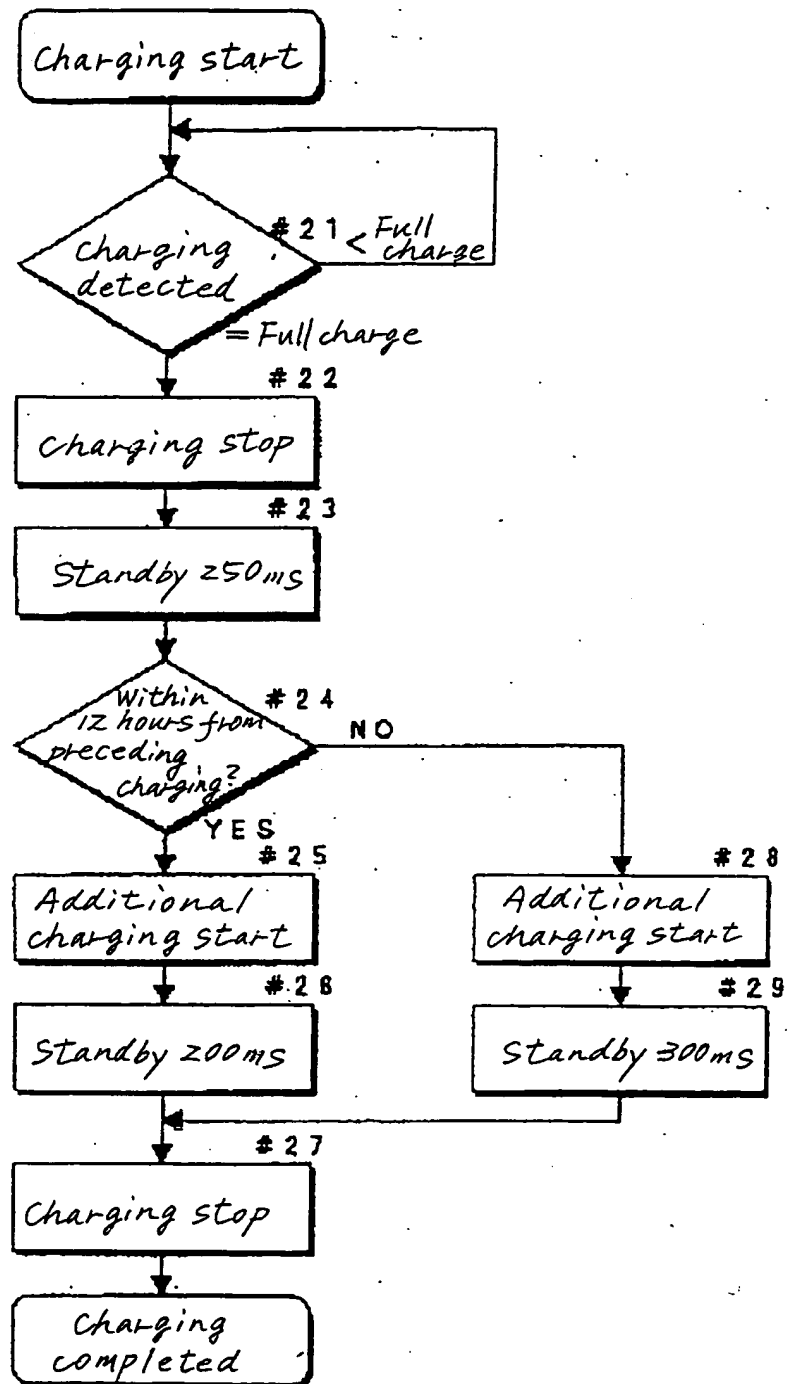 Charging start
#21
< Full
charge
Charging
detected
= Full charge
#22
Charging stop
#23
Standby 250ms
#24
Within
12 hours from
preceding
charging?
NO
YES
#25
Additional
charging start
#26
Standby 200ms
#28
Additional
charging start
#29
Standby 300ms
#27
Charging stop
Charging
completed